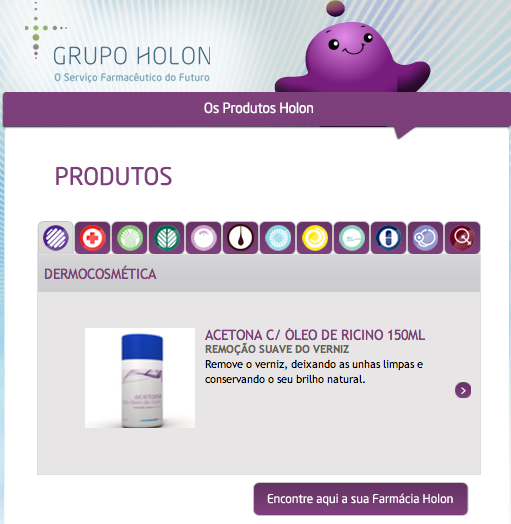 GRUPO HOLON
O Serviço Farmacêutico do Futuro
Os Produtos Holon
PRODUTOS
DERMOCOSMÉTICA
ACETONA C/ ÓLEO DE RICINO 150ML
REMOÇÃO SUAVE DO VERNIZ
Remove o verniz, deixando as unhas limpas e
conservando o seu brilho natural.
acetona
Encontre aqui a sua Farmácia Holon